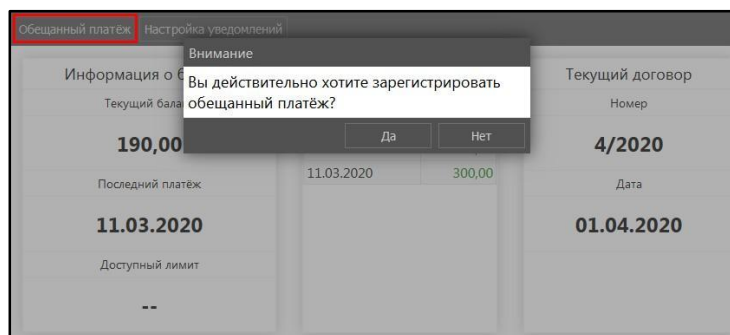 Обещанный платёж Настройка уведомлений
Внимание
Вы действительно хотите зарегистрировать
обещанный платёж?
Да Нет
Информация о
Текущий
190,00
Последний платёж
11.03.2020
Доступный лимит
--
11.03.2020 300,00
Текущий договор
Номер
4/2020
Дата
01.04.2020